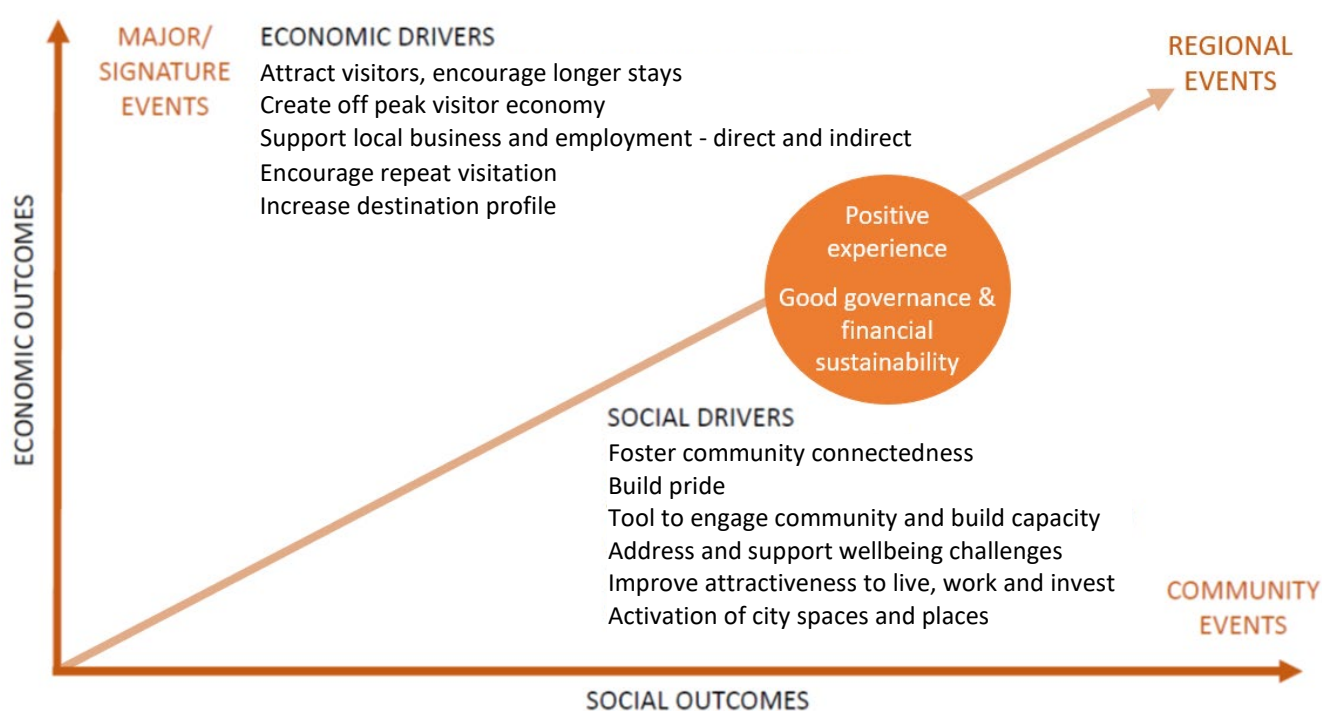 MAJOR/
SIGNATURE
EVENTS
ECONOMIC DRIVERS
Attract visitors, encourage longer stays
Create off peak visitor economy
Support local business and employment - direct and indirect
Encourage repeat visitation
Increase destination profile
REGIONAL
EVENTS
ECONOMIC OUTCOMES
Positive
experience
Good governance &
financial
sustainability
SOCIAL DRIVERS
Foster community connectedness
Build pride
Tool to engage community and build capacity
Address and support wellbeing challenges
Improve attractiveness to live, work and invest
Activation of city spaces and places
COMMUNITY
EVENTS
SOCIAL OUTCOMES